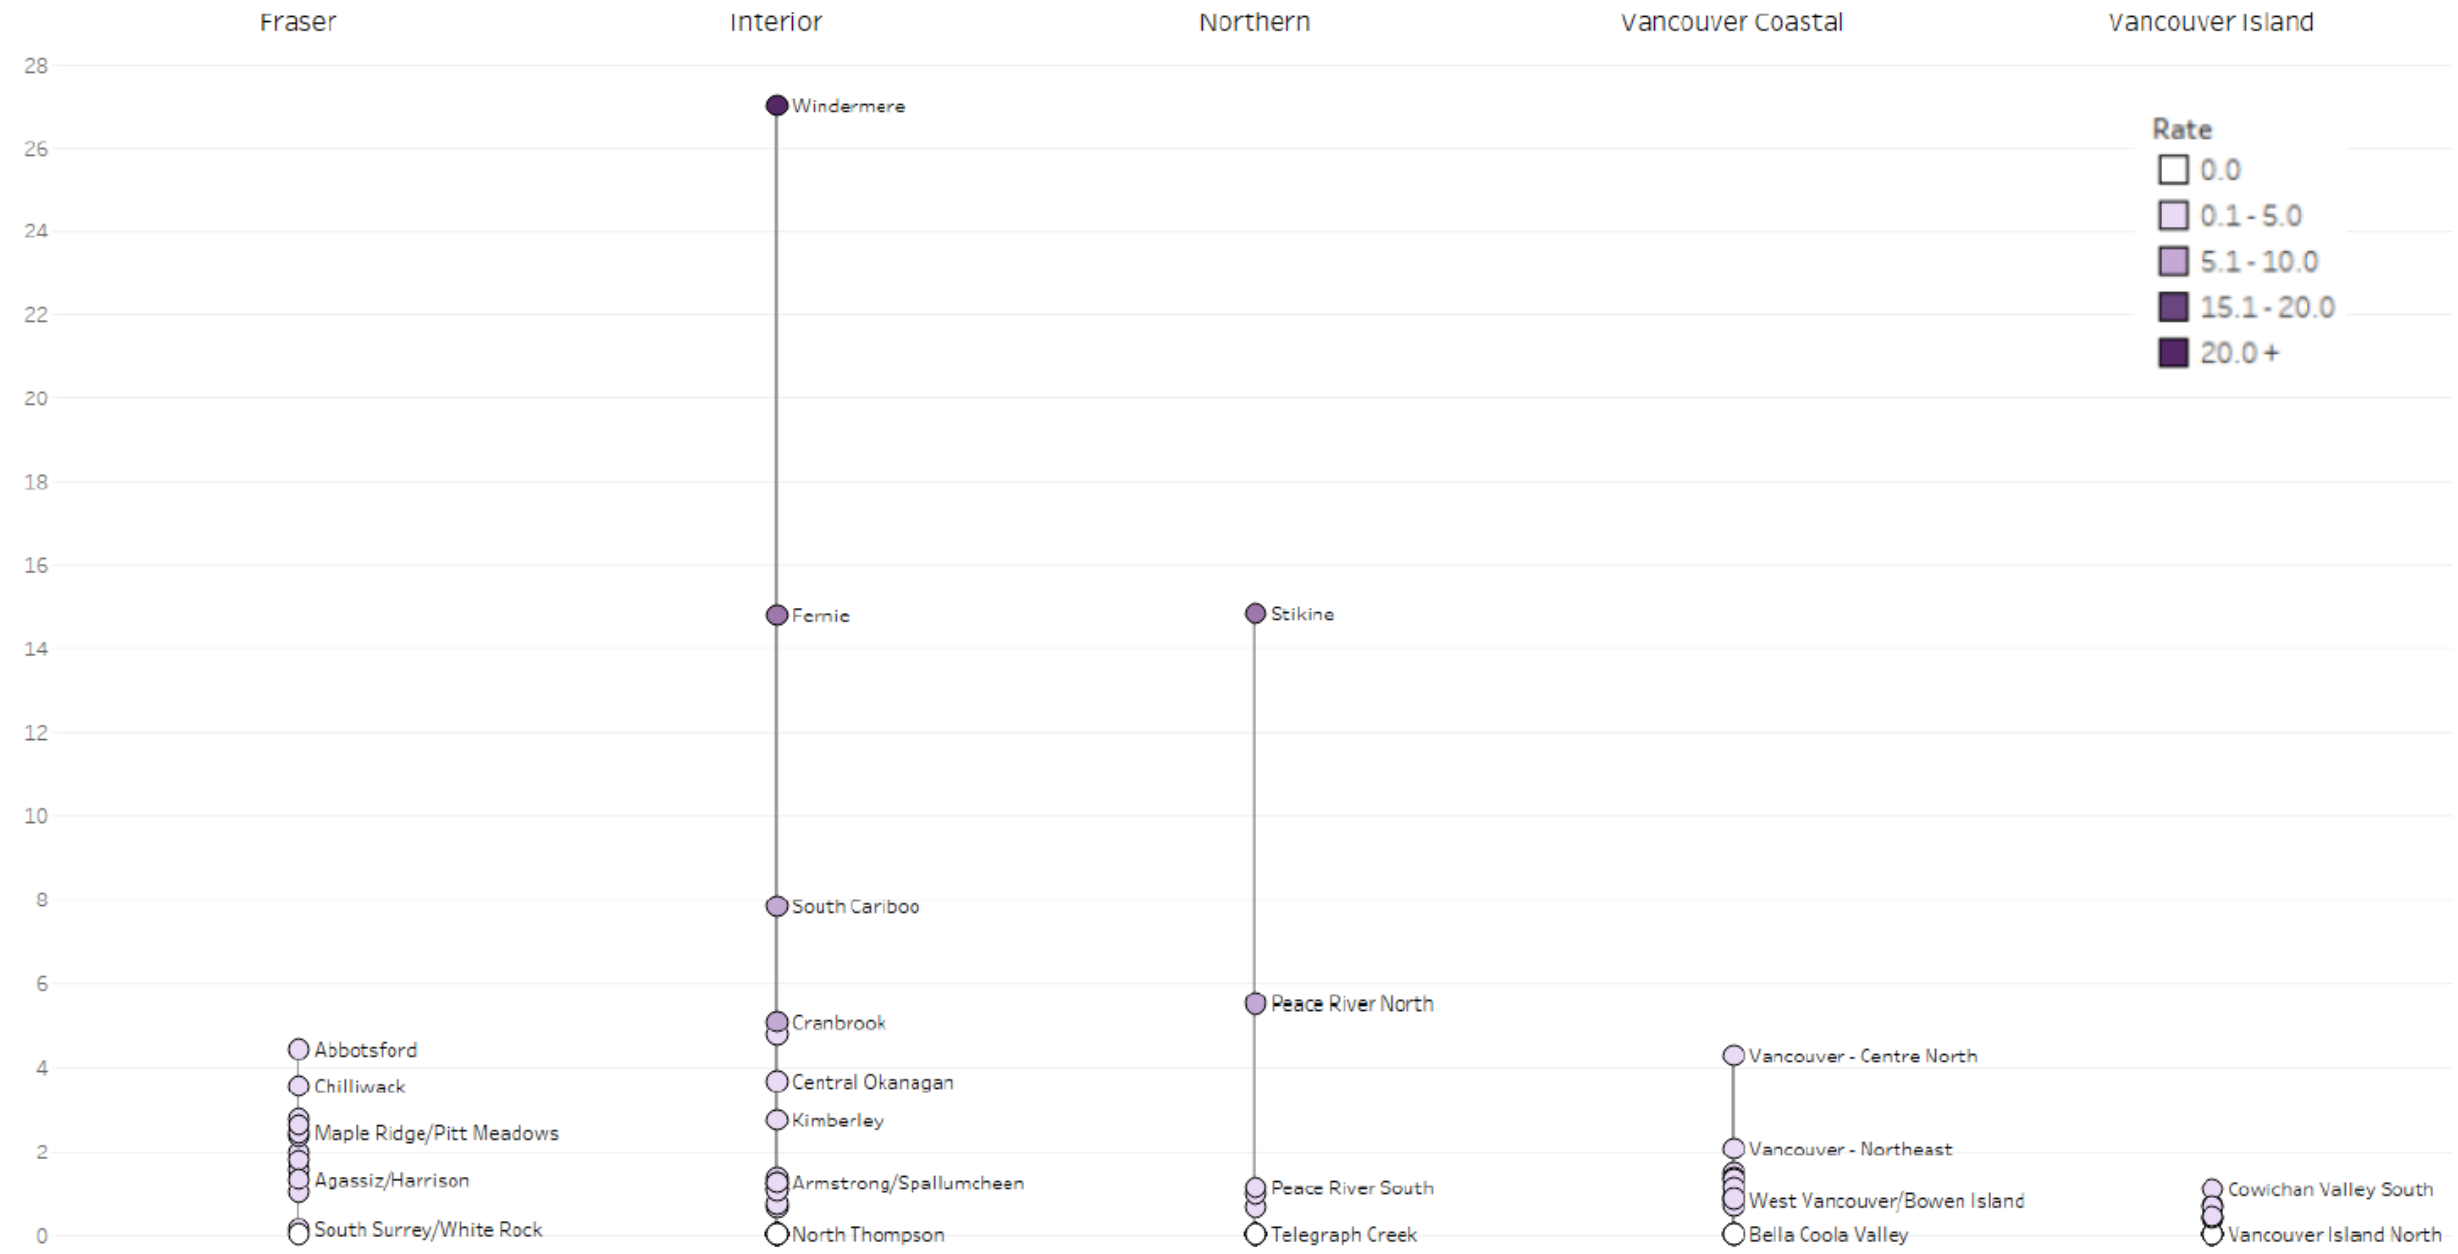 Fraser
Interior
Northern
Vancouver Coastal
Vancouver Island
28
26
24
22
20
18
16
14
12
10
8
6
4
2
0
Abbotsford
Chilliwack
Maple Ridge/Pitt Meadows
Agassiz/Harrison
South Surrey/White Rock
Windermere
Fernie
South Cariboo
Cranbrook
Central Okanagan
Kimberley
Armstrong/Spallumcheen
North Thompson
Stikine
Peace River North
Peace River South
Telegraph Creek
Vancouver - Centre North
Vancouver - Northeast
West Vancouver/Bowen Island
Bella Coola Valley
Cowichan Valley South
Vancouver Island North
Rate
0.0
0.1 - 5.0
5.1 - 10.0
15.1 - 20.0
20.0 +